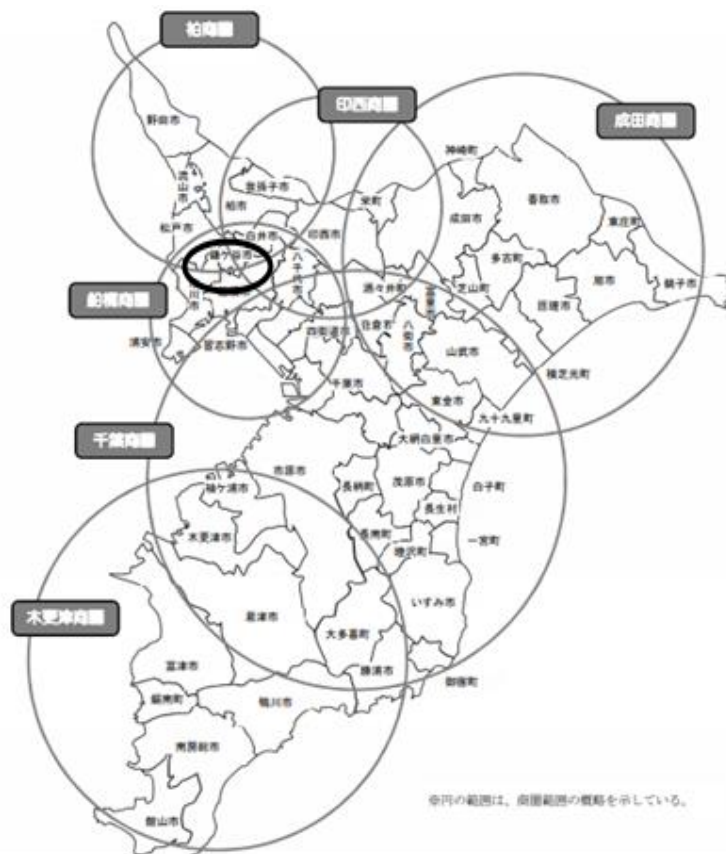 柏商圏
印西商圏
成田商圏
野田市
神崎町
流山市
我孫子市
栄町
香取市
柏市
成田市
東庄町
松戸市
白井市
印西市
多古町
鎌ケ谷市
八千代市
旭市
銚子市
酒々井町
富里市
芝山町
匝瑳市
船橋商圏
川市
四街道市
佐倉市
八街市
浦安市
習志野市
山武市
横芝光町
千葉市
東金市
九十九里町
千葉商圏
大網白里市
市原市
袖ケ浦市
長柄町
茂原市
白子町
長生村
木更津市
長南町
一宮町
睦沢町
木更津商圏
いすみ市
君津市
大多喜町
富津市
勝浦市
御宿町
鋸南町
鴨川市
南房総市
館山市
※円の範囲は、商圏範囲の概略を示している。